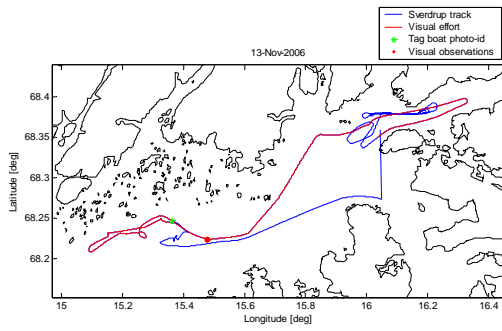 Sverdrup track
Visual effort
Tag boat photo-id
Visual observations
13-Nov-2006
68.4
68.35
68.3
68.25
68.2
Latitude [deg]
15 15.2 15.4 15.6 15.8 16 16.2 16.4
Longitude [deg]